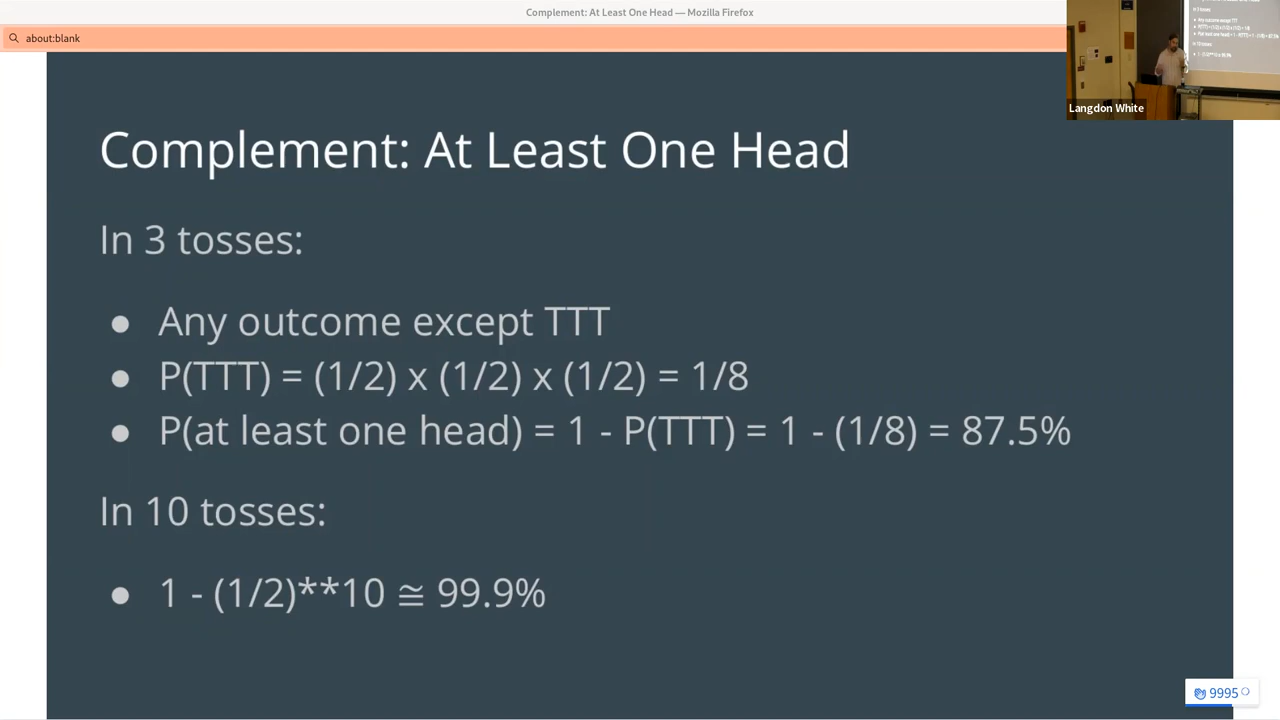 Complement: At Least One Head — Mozilla Firefox
about:blank
Langdon White
Complement: At Least One Head
In 3 tosses:
● Any outcome except TTT
● P(TTT) = (1/2) x (1/2) x (1/2) = 1/8
● P(at least one head) = 1 - P(TTT) = 1 - (1/8) = 87.5%
In 10 tosses:
● 1 - (1/2)**10 ≅ 99.9%
9995